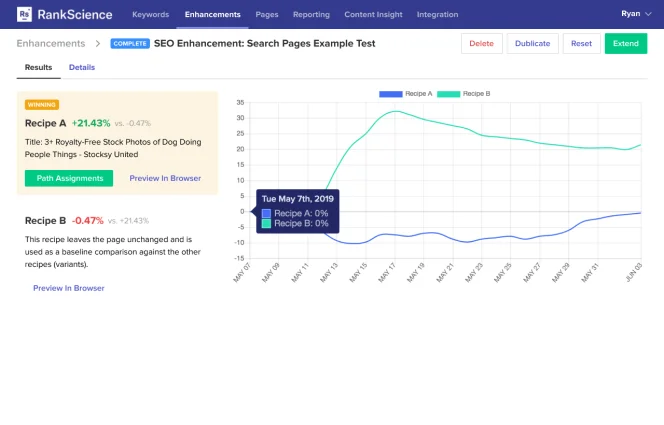 Rs RankScience Keywords Enhancements Pages Reporting Content Insight Integration Ryan
Enhancements > COMPLETE SEO Enhancement: Search Pages Example Test Delete Dublicate Reset Extend
Results Details
WINNING
Recipe A +21.43% vs. -0.47%
Title: 3+ Royalty-Free Stock Photos of Dog Doing
People Things - Stocksy United
Path Assignments Preview In Browser
Recipe B -0.47% vs. +21.43%
This recipe leaves the page unchanged and is
used as a baseline comparison against the other
recipes (variants).
Preview In Browser
Recipe A Recipe B
35
30
25
20
15
10
5
0
-5
-10
-15
Tue May 7th, 2019
Recipe A: 0%
Recipe B: 0%
MAY 07 MAY 09 MAY 11 MAY 13 MAY 15 MAY 17 MAY 19 MAY 21 MAY 23 MAY 25 MAY 27 MAY 29 MAY 31 JUN 03